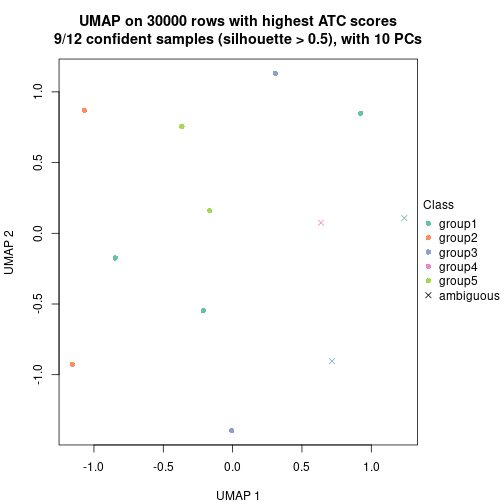 UMAP on 30000 rows with highest ATC scores
9/12 confident samples (silhouette > 0.5), with 10 PCs
1.0
0.5
0.0
-0.5
-1.0
UMAP 2
-1.0 -0.5 0.0 0.5 1.0
UMAP 1
Class
group1
group2
group3
group4
group5
ambiguous